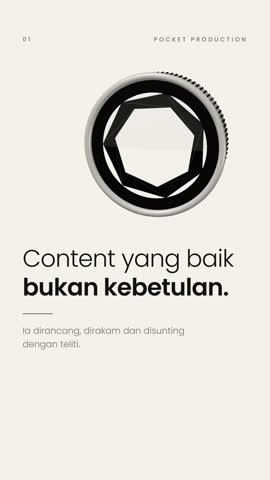 01
POCKET PRODUCTION
Content yang baik
bukan kebetulan.
Ia dirancang, dirakam dan disunting
dengan teliti.